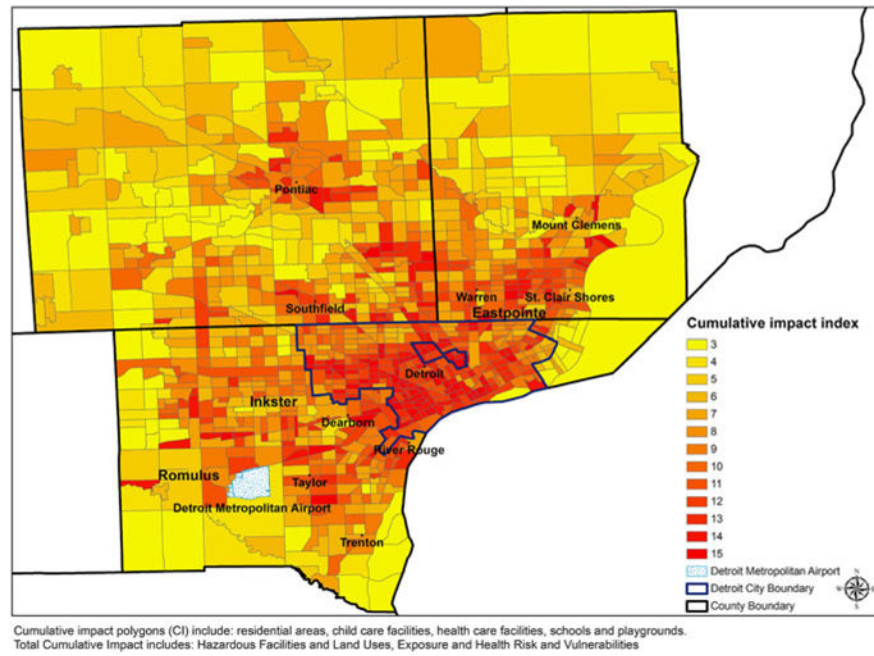 Pontiac
Mount Clemens
Warren
St. Clair Shores
Southfield
Eastpointe
Cumulative impact index
3
4
5
6
7
8
9
10
11
12
13
14
15
Detroit Metropolitan Airport
Detroit City Boundary
County Boundary
N
W
E
S
Detroit
Inkster
Dearborn
River Rouge
Romulus
Taylor
Detroit Metropolitan Airport
Trenton
Cumulative impact polygons (CI) include: residential areas, child care facilities, health care facilities, schools and playgrounds.
Total Cumulative Impact includes: Hazardous Facilities and Land Uses, Exposure and Health Risk and Vulnerabilities